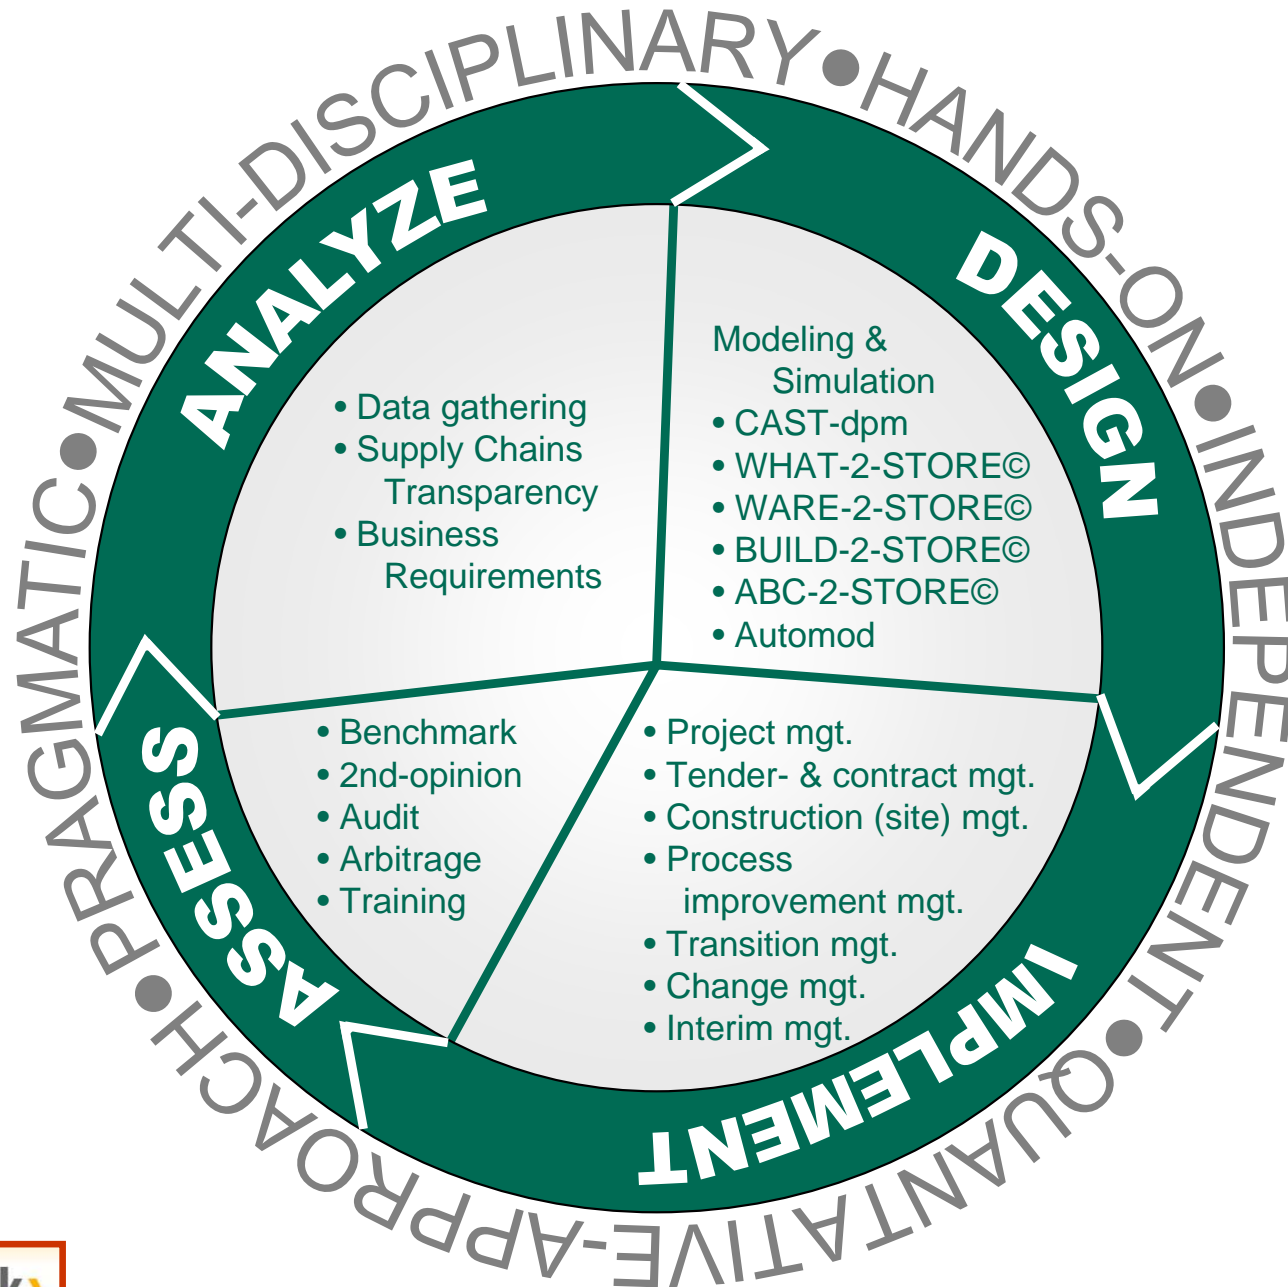 PRAGMATIC•MULTI-DISCIPLINARY•HANDS-ON•INDEPENDENT•QUANTATIVE-APPROACH•
ANALYZE
• Data gathering
• Supply Chains
Transparency
• Business
Requirements
DESIGN
Modeling &
Simulation
• CAST-dpm
• WHAT-2-STORE©
• WARE-2-STORE©
• BUILD-2-STORE©
• ABC-2-STORE©
• Automod
IMPLEMENT
• Project mgt.
• Tender- & contract mgt.
• Construction (site) mgt.
• Process
improvement mgt.
• Transition mgt.
• Change mgt.
• Interim mgt.
ASSESS
• Benchmark
• 2nd-opinion
• Audit
• Arbitrage
• Training